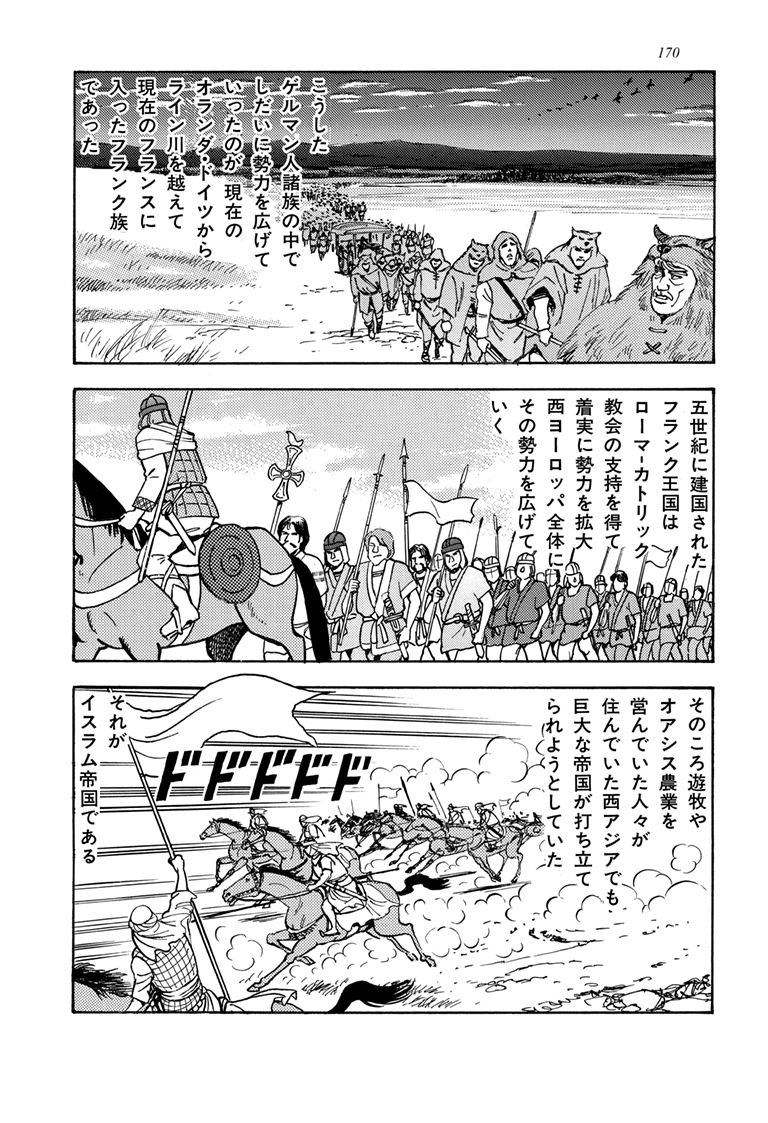 170
こうした
ゲルマン人諸族の中で
しだいに勢力を広げて
いったのが 現在の
オランダ・ドイツから
ライン川を越えて
現在のフランスに
入ったフランク族
であった
五世紀に建国された
フランク王国は
ローマ-カトリック
教会の支持を得て
着実に勢力を拡大
西ヨーロッパ全体に
その勢力を広げて
いく
そのころ遊牧や
オアシス農業を
営んでいた人々が
住んでいた西アジアでも
巨大な帝国が打ち立て
られようとしていた
ドドドドド
それが
イスラム帝国である